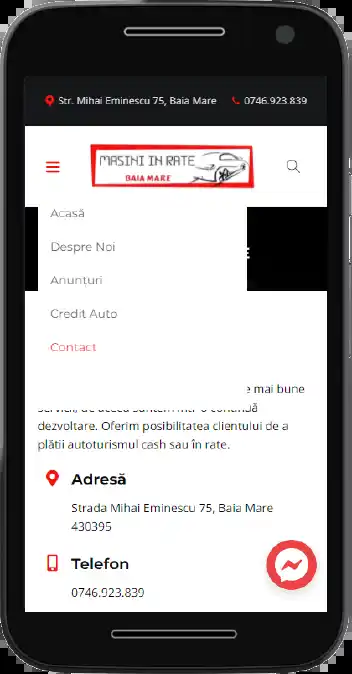 Str. Mihai Eminescu 75, Baia Mare 0746.923.839
MASINI IN RATE
BAIA MARE
Acasă
Despre Noi
Anunțuri
Credit Auto
Contact
E
e mai bune
servicii, de aceea suntem într-o continuă
dezvoltare. Oferim posibilitatea clientului de a
plătii autoturismul cash sau în rate.
Adresă
Strada Mihai Eminescu 75, Baia Mare
430395
Telefon
0746.923.839